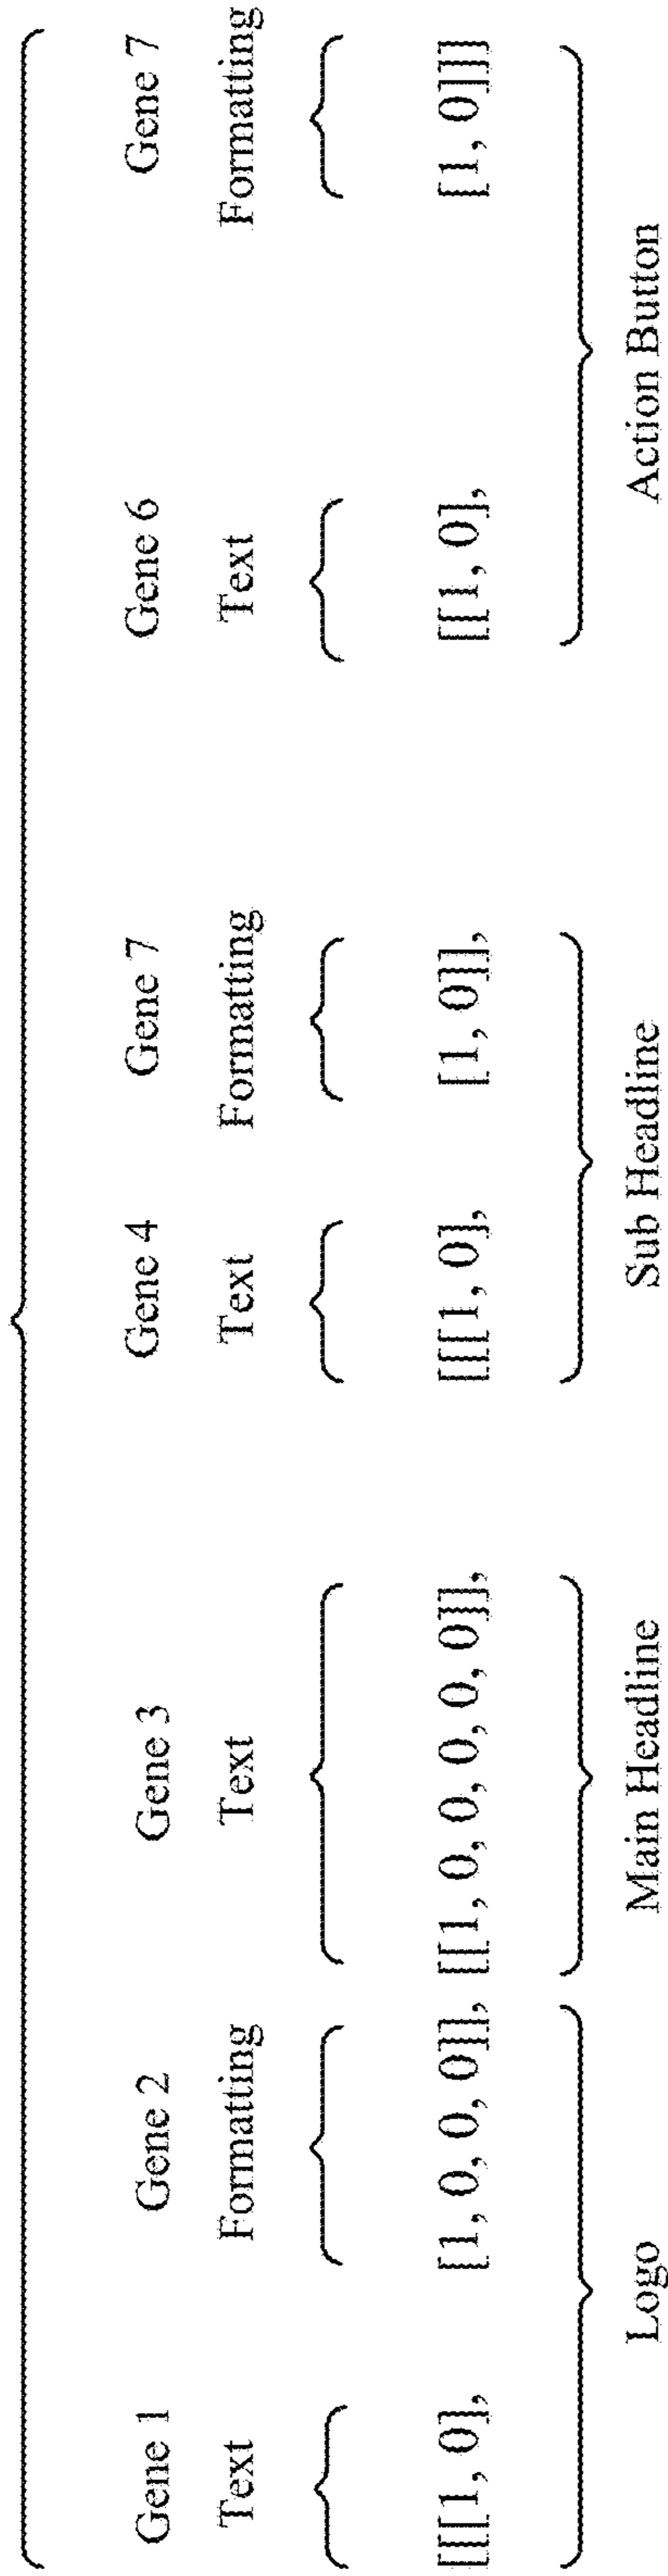 Gene 1 Gene 2 Gene 3 Gene 4 Gene 7 Gene 6 Gene 7
Text Formatting Text Text Formatting Text Formatting
[[[1, 0], [1, 0, 0, 0]], [[1, 0, 0, 0, 0, 0]], [[[1, 0], [1, 0]], [[1, 0], [1, 0]]]
Logo Main Headline Sub Headline Action Button